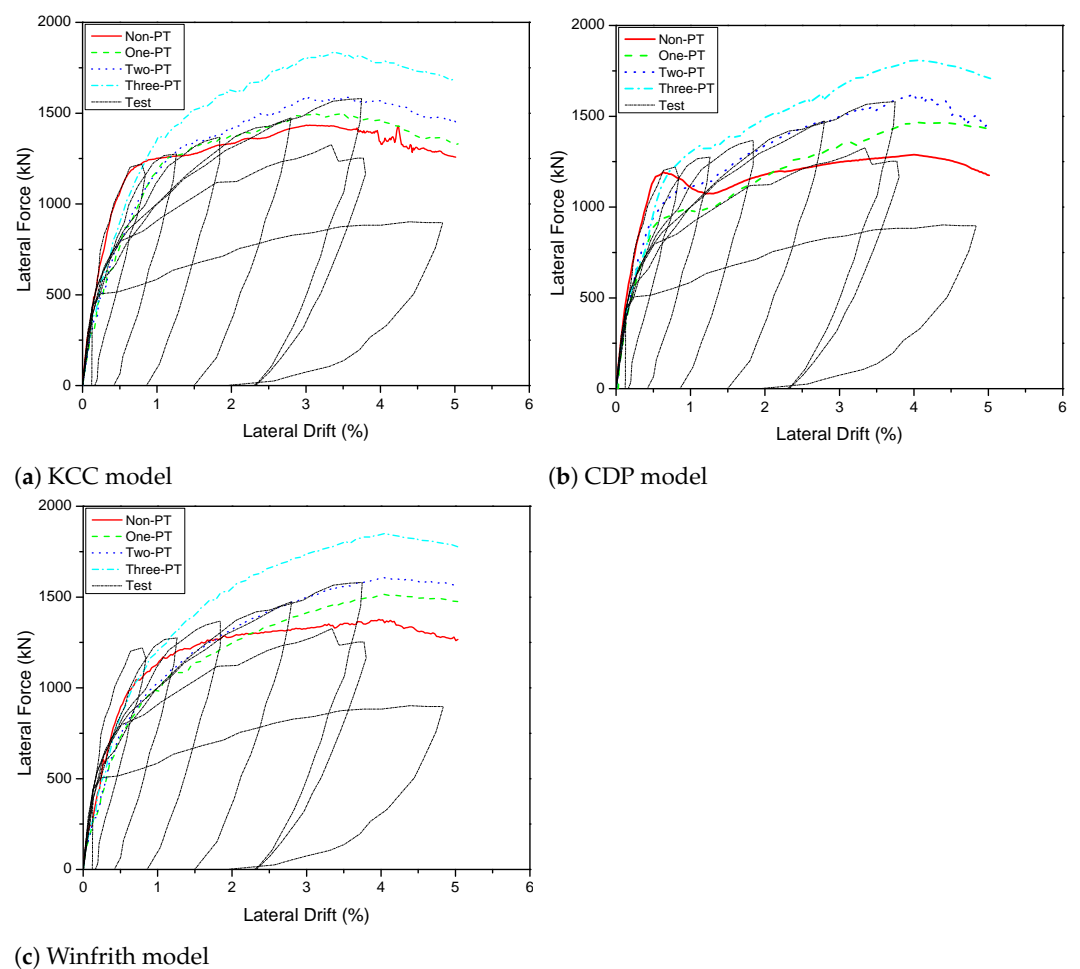 2000
1500
1000
500
0
Lateral Force (kN)
Non-PT
One-PT
Two-PT
Three-PT
Test
0 1 2 3 4 5 6
Lateral Drift (%)
(a) KCC model
2000
1500
1000
500
0
Lateral Force (kN)
Non-PT
One-PT
Two-PT
Three-PT
Test
0 1 2 3 4 5 6
Lateral Drift (%)
(b) CDP model
2000
1500
1000
500
0
Lateral Force (kN)
Non-PT
One-PT
Two-PT
Three-PT
Test
0 1 2 3 4 5 6
Lateral Drift (%)
(c) Winfrith model